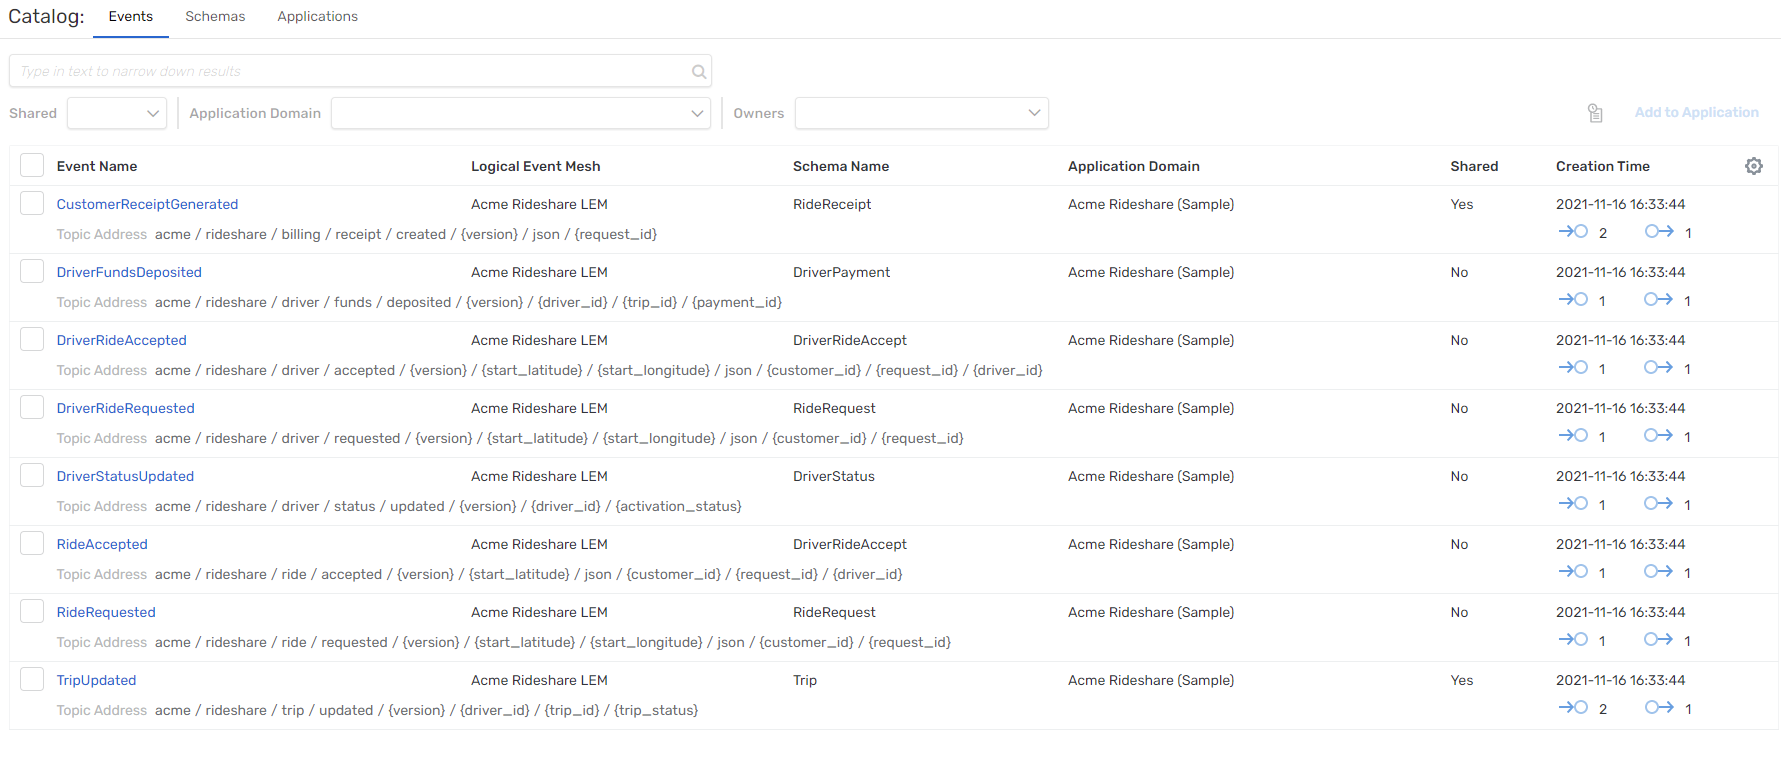 Catalog: Events Schemas Applications
Type in text to narrow down results
Shared Application Domain Owners Add to Application
Event Name Logical Event Mesh Schema Name Application Domain Shared Creation Time
CustomerReceiptGenerated Acme Rideshare LEM RideReceipt Acme Rideshare (Sample) Yes 2021-11-16 16:33:44
Topic Address acme / rideshare / billing / receipt / created / {version} / json / {request_id} 2 1
DriverFundsDeposited Acme Rideshare LEM DriverPayment Acme Rideshare (Sample) No 2021-11-16 16:33:44
Topic Address acme / rideshare / driver / funds / deposited / {version} / {driver_id} / {trip_id} / {payment_id} 1 1
DriverRideAccepted Acme Rideshare LEM DriverRideAccept Acme Rideshare (Sample) No 2021-11-16 16:33:44
Topic Address acme / rideshare / driver / accepted / {version} / {start_latitude} / {start_longitude} / json / {customer_id} / {request_id} / {driver_id} 1 1
DriverRideRequested Acme Rideshare LEM RideRequest Acme Rideshare (Sample) No 2021-11-16 16:33:44
Topic Address acme / rideshare / driver / requested / {version} / {start_latitude} / {start_longitude} / json / {customer_id} / {request_id} 1 1
DriverStatusUpdated Acme Rideshare LEM DriverStatus Acme Rideshare (Sample) No 2021-11-16 16:33:44
Topic Address acme / rideshare / driver / status / updated / {version} / {driver_id} / {activation_status} 1 1
RideAccepted Acme Rideshare LEM DriverRideAccept Acme Rideshare (Sample) No 2021-11-16 16:33:44
Topic Address acme / rideshare / ride / accepted / {version} / {start_latitude} / json / {customer_id} / {request_id} / {driver_id} 1 1
RideRequested Acme Rideshare LEM RideRequest Acme Rideshare (Sample) No 2021-11-16 16:33:44
Topic Address acme / rideshare / ride / requested / {version} / {start_latitude} / {start_longitude} / json / {customer_id} / {request_id} 1 1
TripUpdated Acme Rideshare LEM Trip Acme Rideshare (Sample) Yes 2021-11-16 16:33:44
Topic Address acme / rideshare / trip / updated / {version} / {driver_id} / {trip_id} / {trip_status} 2 1